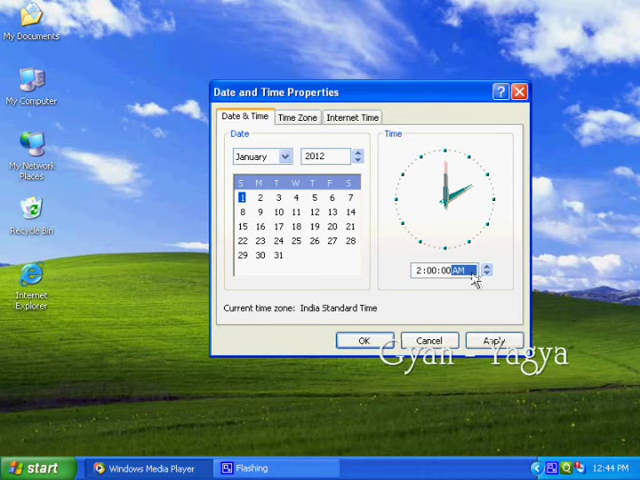 My Documents
My Computer
My Network
Places
Recycle Bin
Internet
Explorer
Date and Time Properties
Date & Time
Time Zone
Internet Time
Date
January
2012
S M T W T F S
1 2 3 4 5 6 7
8 9 10 11 12 13 14
15 16 17 18 19 20 21
22 23 24 25 26 27 28
29 30 31
Time
2:00:00 AM
Current time zone: India Standard Time
OK
Cancel
Apply
Gyan - Yagya
start
Windows Media Player
Flashing
12:44 PM